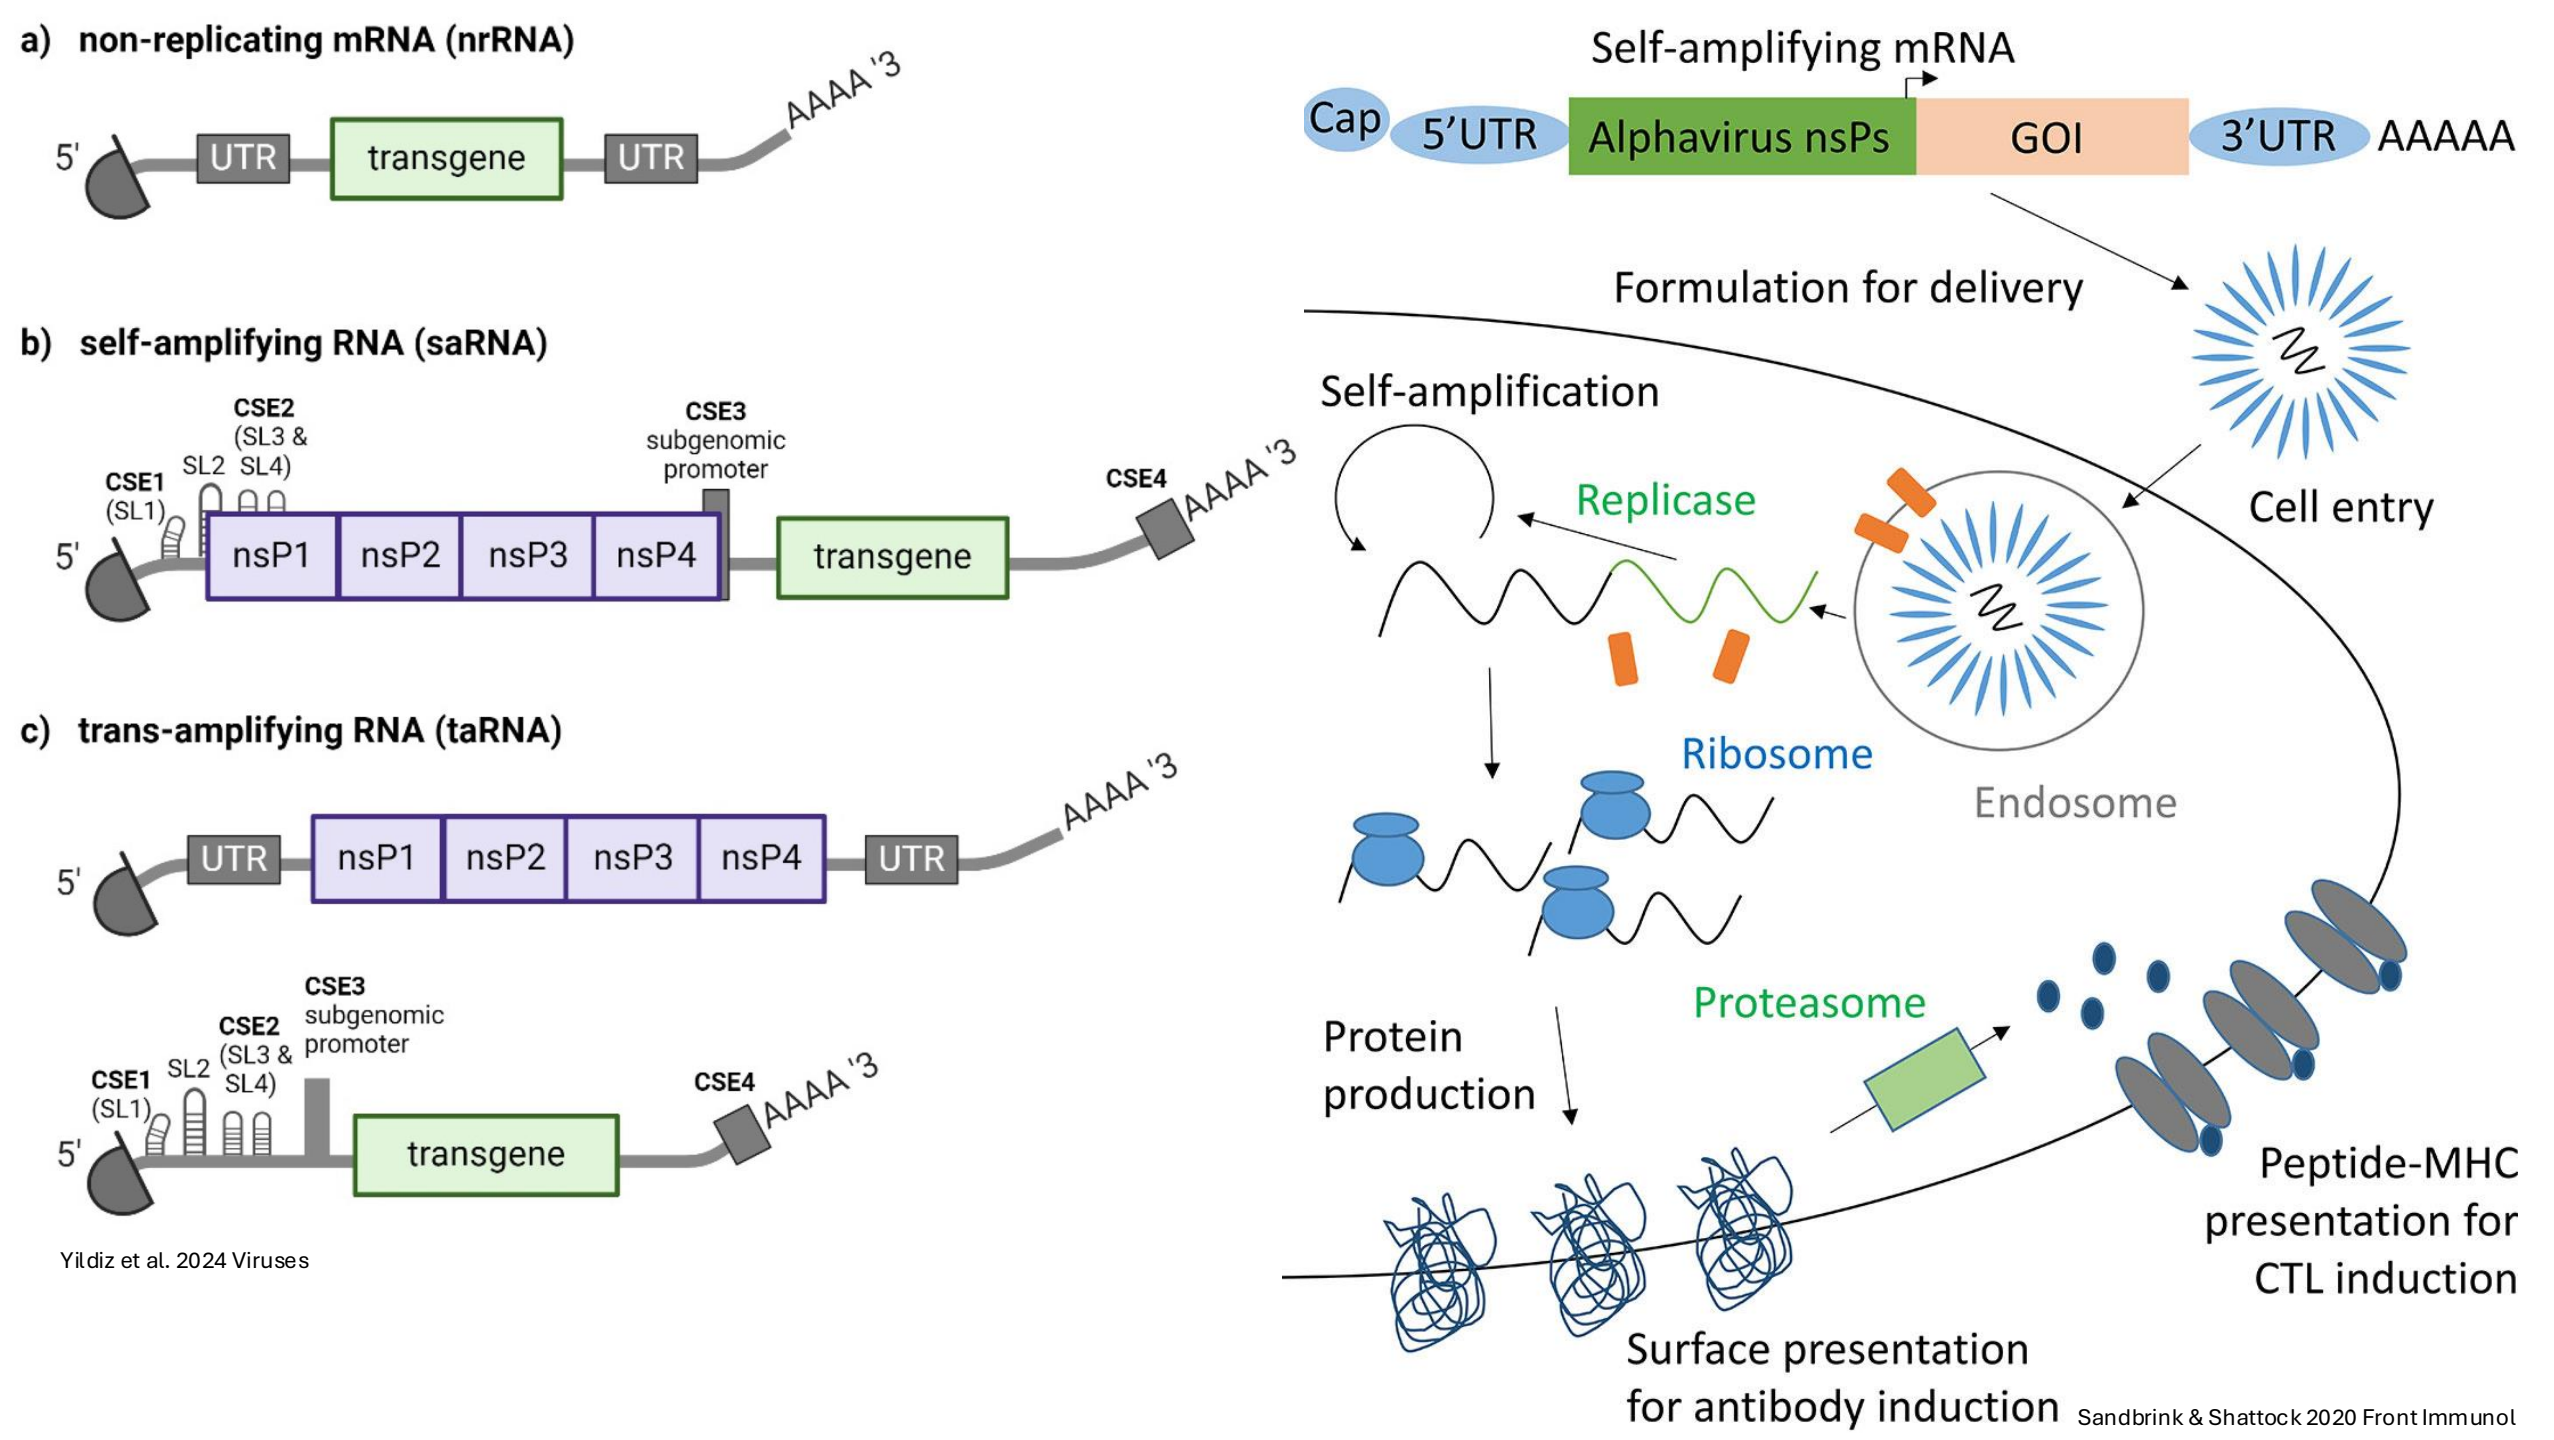 a) non-replicating mRNA (nrRNA)
5'
UTR
transgene
UTR
AAAA '3
b) self-amplifying RNA (saRNA)
CSE1
(SL1)
SL2
CSE2
(SL3 &
SL4)
CSE3
subgenomic
promoter
CSE4
AAAA '3
5'
nsP1
nsP2
nsP3
nsP4
transgene
c) trans-amplifying RNA (taRNA)
5'
UTR
nsP1
nsP2
nsP3
nsP4
UTR
AAAA '3
CSE1
(SL1)
SL2
CSE2
(SL3 &
SL4)
CSE3
subgenomic
promoter
CSE4
AAAA '3
5'
transgene
Yildiz et al. 2024 Viruses
Self-amplifying mRNA
Cap
5'UTR
Alphavirus nsPs
GOI
3'UTR
AAAAA
Formulation for delivery
Self-amplification
Replicase
Cell entry
Ribosome
Endosome
Protein
production
Proteasome
Peptide-MHC
presentation for
CTL induction
Surface presentation
for antibody induction
Sandbrink & Shattock 2020 Front Immunol